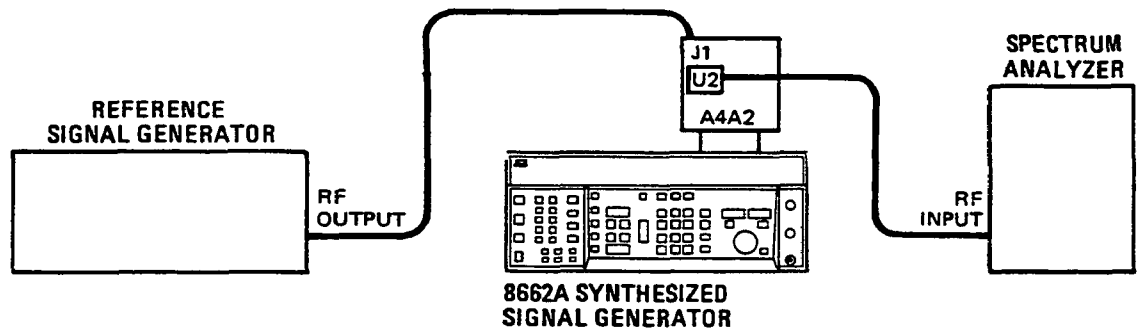 REFERENCE
SIGNAL GENERATOR
RF
OUTPUT
J1
U2
A4A2
8662A SYNTHESIZED
SIGNAL GENERATOR
SPECTRUM
ANALYZER
RF
INPUT